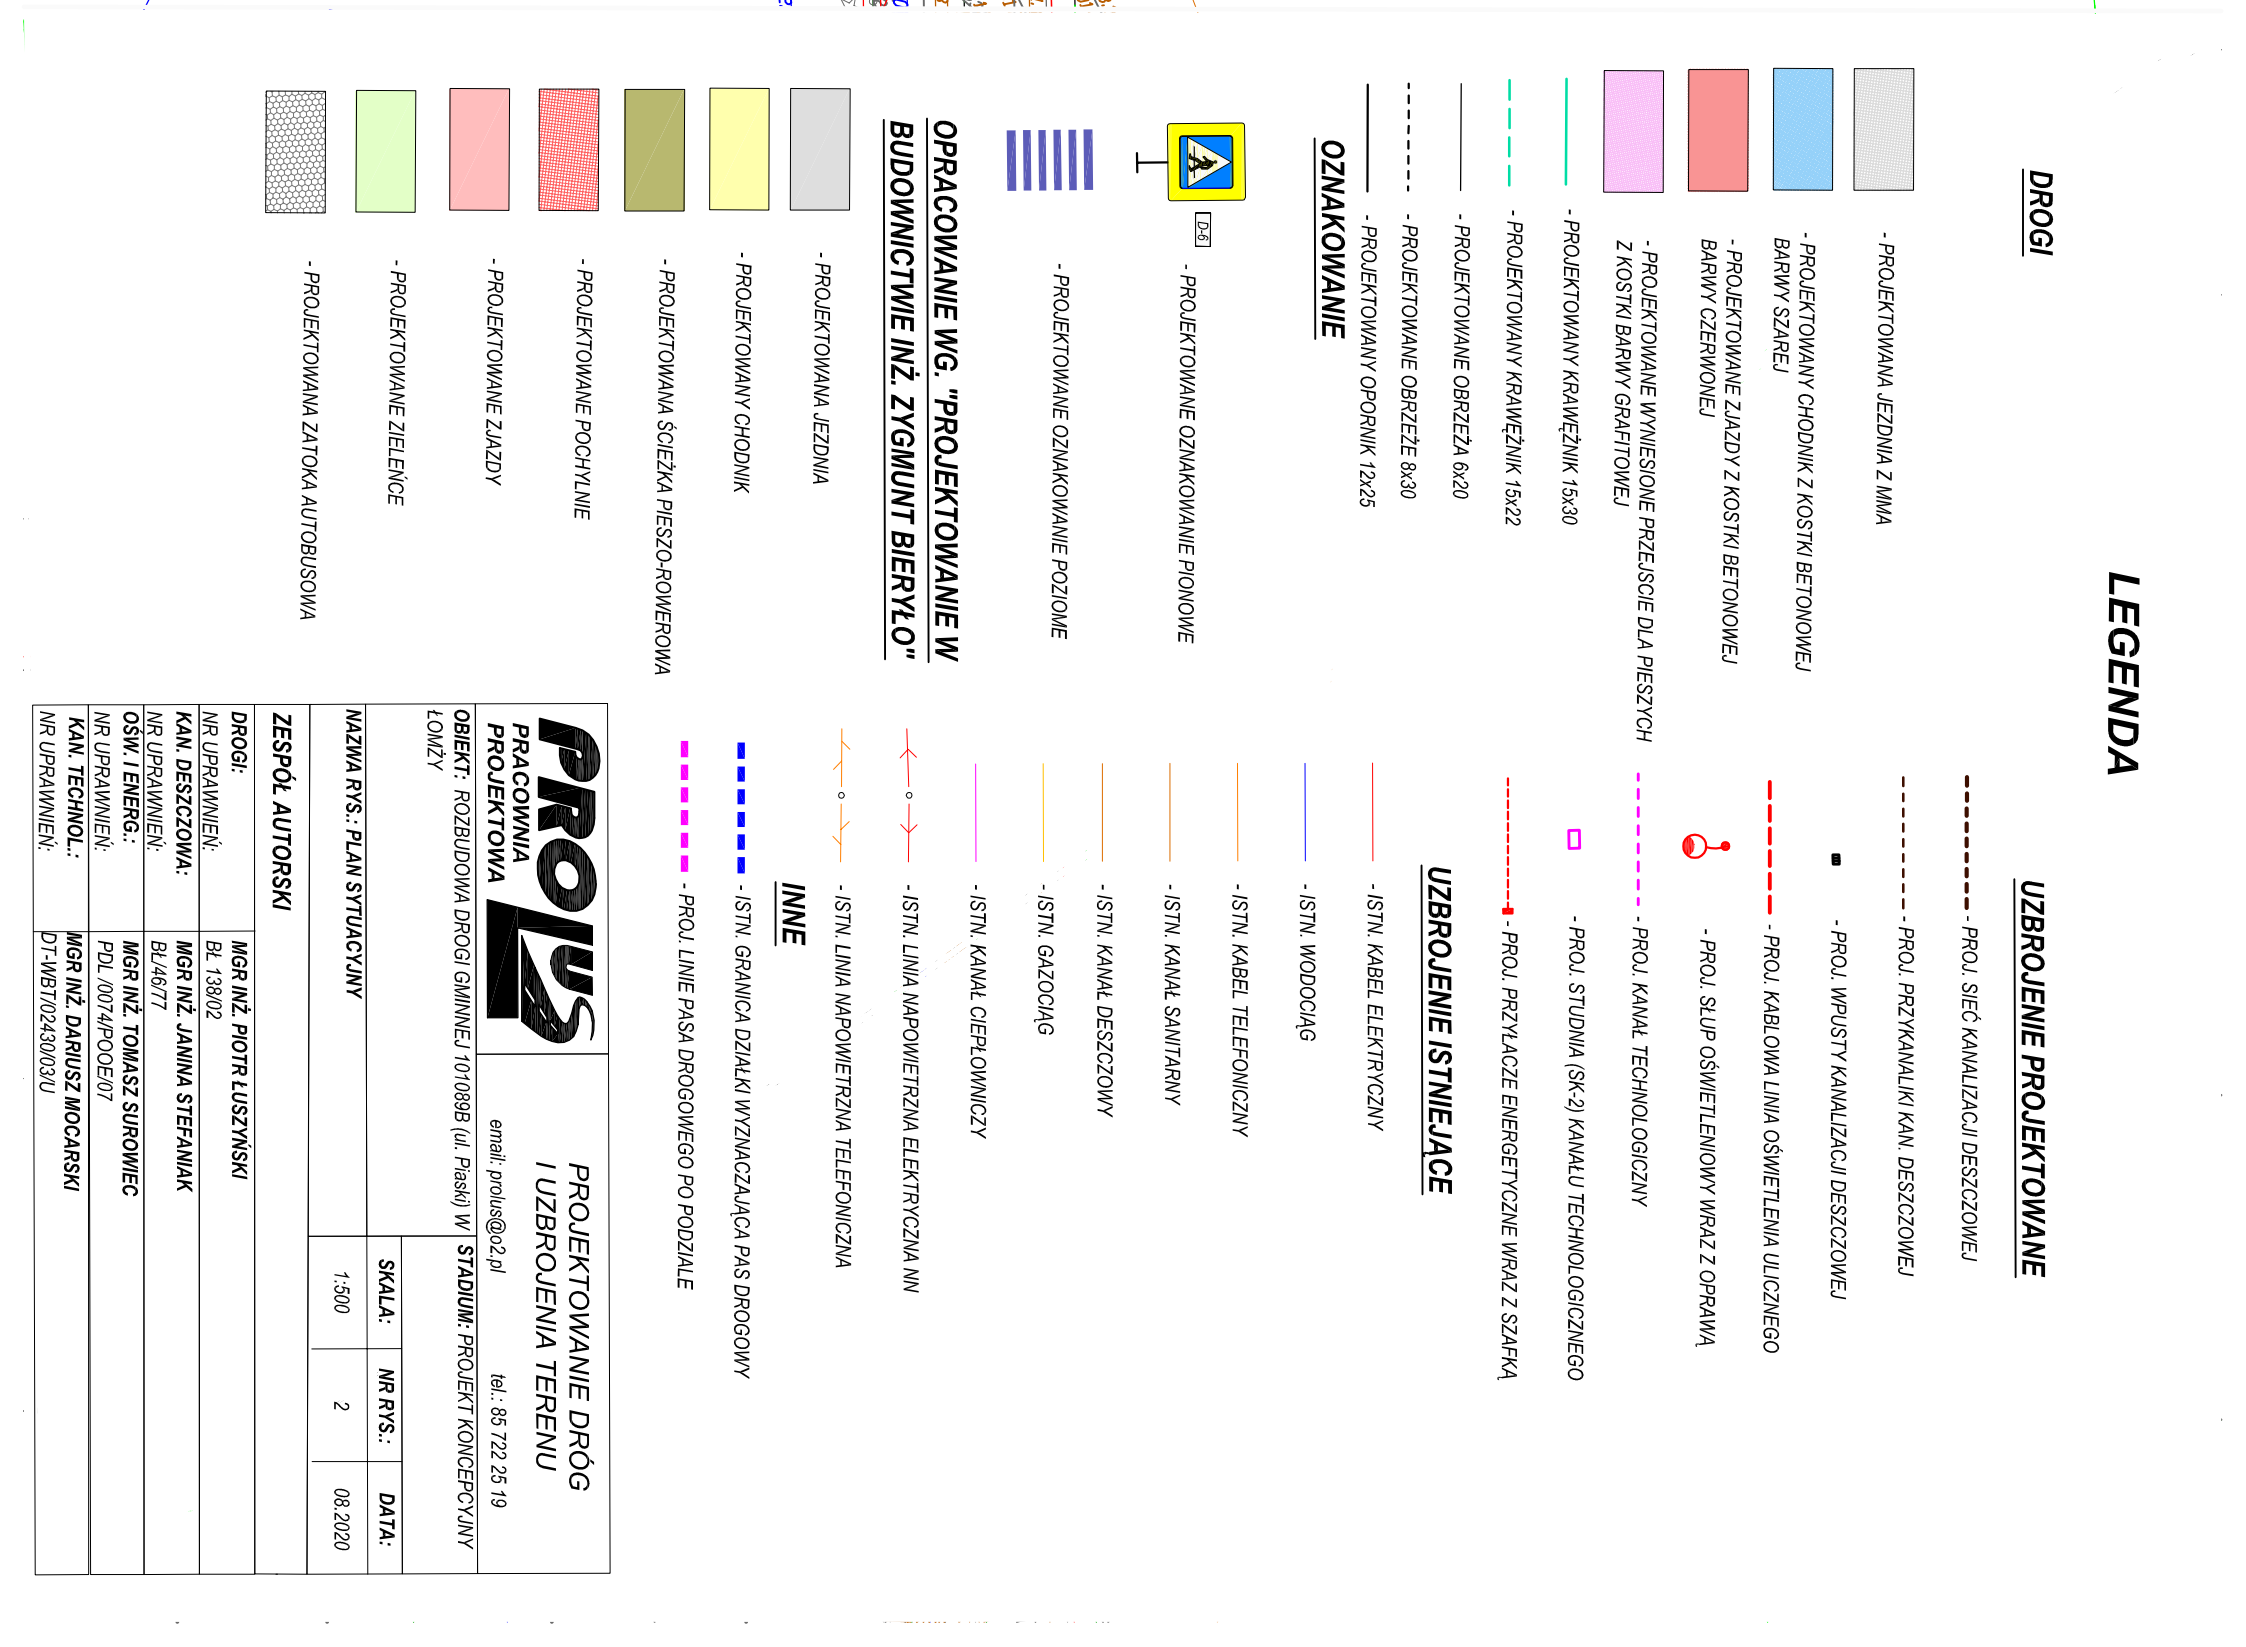 LEGENDA
DROGI
- PROJEKTOWANA JEZDNIA Z MMA
- PROJEKTOWANY CHODNIK Z KOSTKI BETONOWEJ
BARWY SZAREJ
- PROJEKTOWANE ZJAZDY Z KOSTKI BETONOWEJ
BARWY CZERWONEJ
- PROJEKTOWANE WYNIESIONE PRZEJSCIE DLA PIESZYCH
Z KOSTKI BARWY GRAFITOWEJ
- PROJEKTOWANY KRAWĘŻNIK 15x30
- PROJEKTOWANY KRAWĘŻNIK 15x22
- PROJEKTOWANE OBRZEŻA 6x20
- PROJEKTOWANE OBRZEŻE 8x30
- PROJEKTOWANY OPORNIK 12x25
OZNAKOWANIE
D-6
- PROJEKTOWANE OZNAKOWANIE PIONOWE
- PROJEKTOWANE OZNAKOWANIE POZIOME
OPRACOWANIE WG. "PROJEKTOWANIE W
BUDOWNICTWIE INŻ. ZYGMUNT BIERYŁO"
- PROJEKTOWANA JEZDNIA
- PROJEKTOWANY CHODNIK
- PROJEKTOWANA ŚCIEŻKA PIESZO-ROWEROWA
- PROJEKTOWANE POCHYLNIE
- PROJEKTOWANE ZJAZDY
- PROJEKTOWANE ZIELEŃCE
- PROJEKTOWANA ZATOKA AUTOBUSOWA
UZBROJENIE PROJEKTOWANE
- PROJ. SIEĆ KANALIZACJI DESZCZOWEJ
- PROJ. PRZYKANALIKI KAN. DESZCZOWEJ
- PROJ. WPUSTY KANALIZACJI DESZCZOWEJ
- PROJ. KABLOWA LINIA OŚWIETLENIA ULICZNEGO
- PROJ. SŁUP OŚWIETLENIOWY WRAZ Z OPRAWĄ
- PROJ. KANAŁ TECHNOLOGICZNY
- PROJ. STUDNIA (SK-2) KANAŁU TECHNOLOGICZNEGO
- PROJ. PRZYŁACZE ENERGETYCZNE WRAZ Z SZAFKĄ
UZBROJENIE ISTNIEJĄCE
- ISTN. KABEL ELEKTRYCZNY
- ISTN. WODOCIĄG
- ISTN. KABEL TELEFONICZNY
- ISTN. KANAŁ SANITARNY
- ISTN. KANAŁ DESZCZOWY
- ISTN. GAZOCIĄG
- ISTN. KANAŁ CIEPŁOWNICZY
- ISTN. LINIA NAPOWIETRZNA ELEKTRYCZNA NN
- ISTN. LINIA NAPOWIETRZNA TELEFONICZNA
INNE
- ISTN. GRANICA DZIAŁKI WYZNACZAJĄCA PAS DROGOWY
- PROJ. LINIE PASA DROGOWEGO PO PODZIALE
PROLUS
PRACOWNIA
PROJEKTOWA
PROJEKTOWANIE DRÓG
I UZBROJENIA TERENU
email: prolus@o2.pl tel.: 85 722 25 19
OBIEKT: ROZBUDOWA DROGI GMINNEJ 101089B (ul. Piaski) W
ŁOMŻY
STADIUM: PROJEKT KONCEPCYJNY
NAZWA RYS.: PLAN SYTUACYJNY
SKALA: NR RYS.: DATA:
1:500 2 08.2020
ZESPÓŁ AUTORSKI
DROGI: MGR INŻ. PIOTR ŁUSZYŃSKI
NR UPRAWNIEŃ: BŁ 138/02
KAN. DESZCZOWA: MGR INŻ. JANINA STEFANIAK
NR UPRAWNIEŃ: BŁ/46/77
OŚW. I ENERG.: MGR INŻ. TOMASZ SUROWIEC
NR UPRAWNIEŃ: PDL /0074/POOE/07
KAN. TECHNOL.: MGR INŻ. DARIUSZ MOCARSKI
NR UPRAWNIEŃ: DT-WBT/02430/03/U